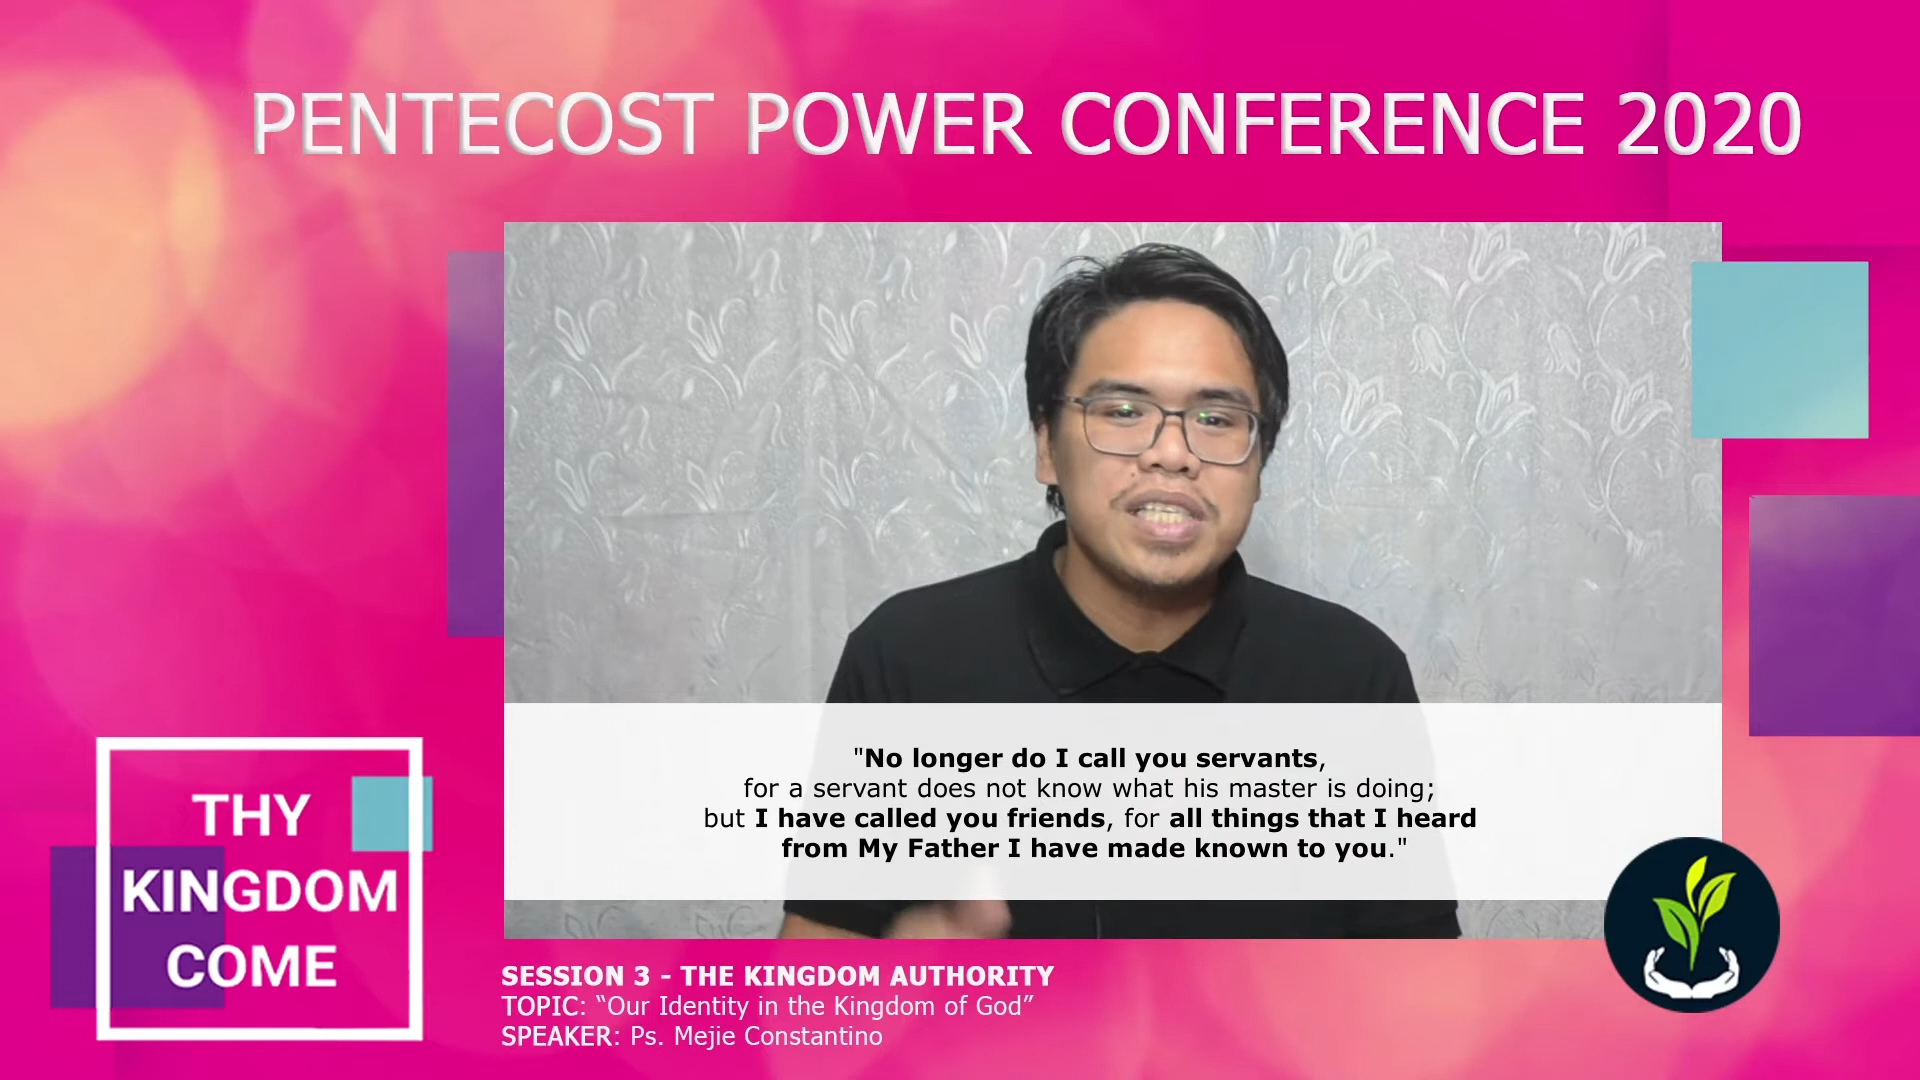 PENTECOST POWER CONFERENCE 2020
"No longer do I call you servants,
for a servant does not know what his master is doing;
but I have called you friends, for all things that I heard
from My Father I have made known to you."
THY
KINGDOM
COME
SESSION 3 - THE KINGDOM AUTHORITY
TOPIC: “Our Identity in the Kingdom of God”
SPEAKER: Ps. Mejie Constantino